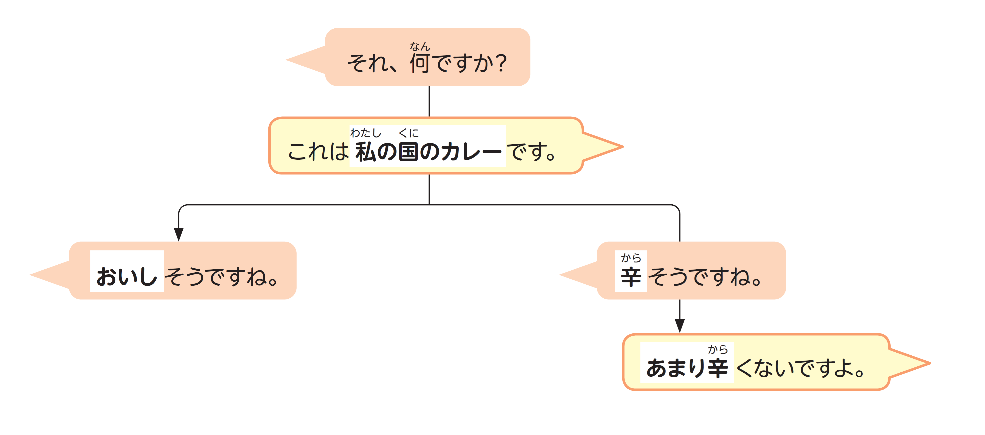 それ、何ですか?
これは私の国のカレーです。
おいしそうですね。
辛そうですね。
あまり辛くないですよ。